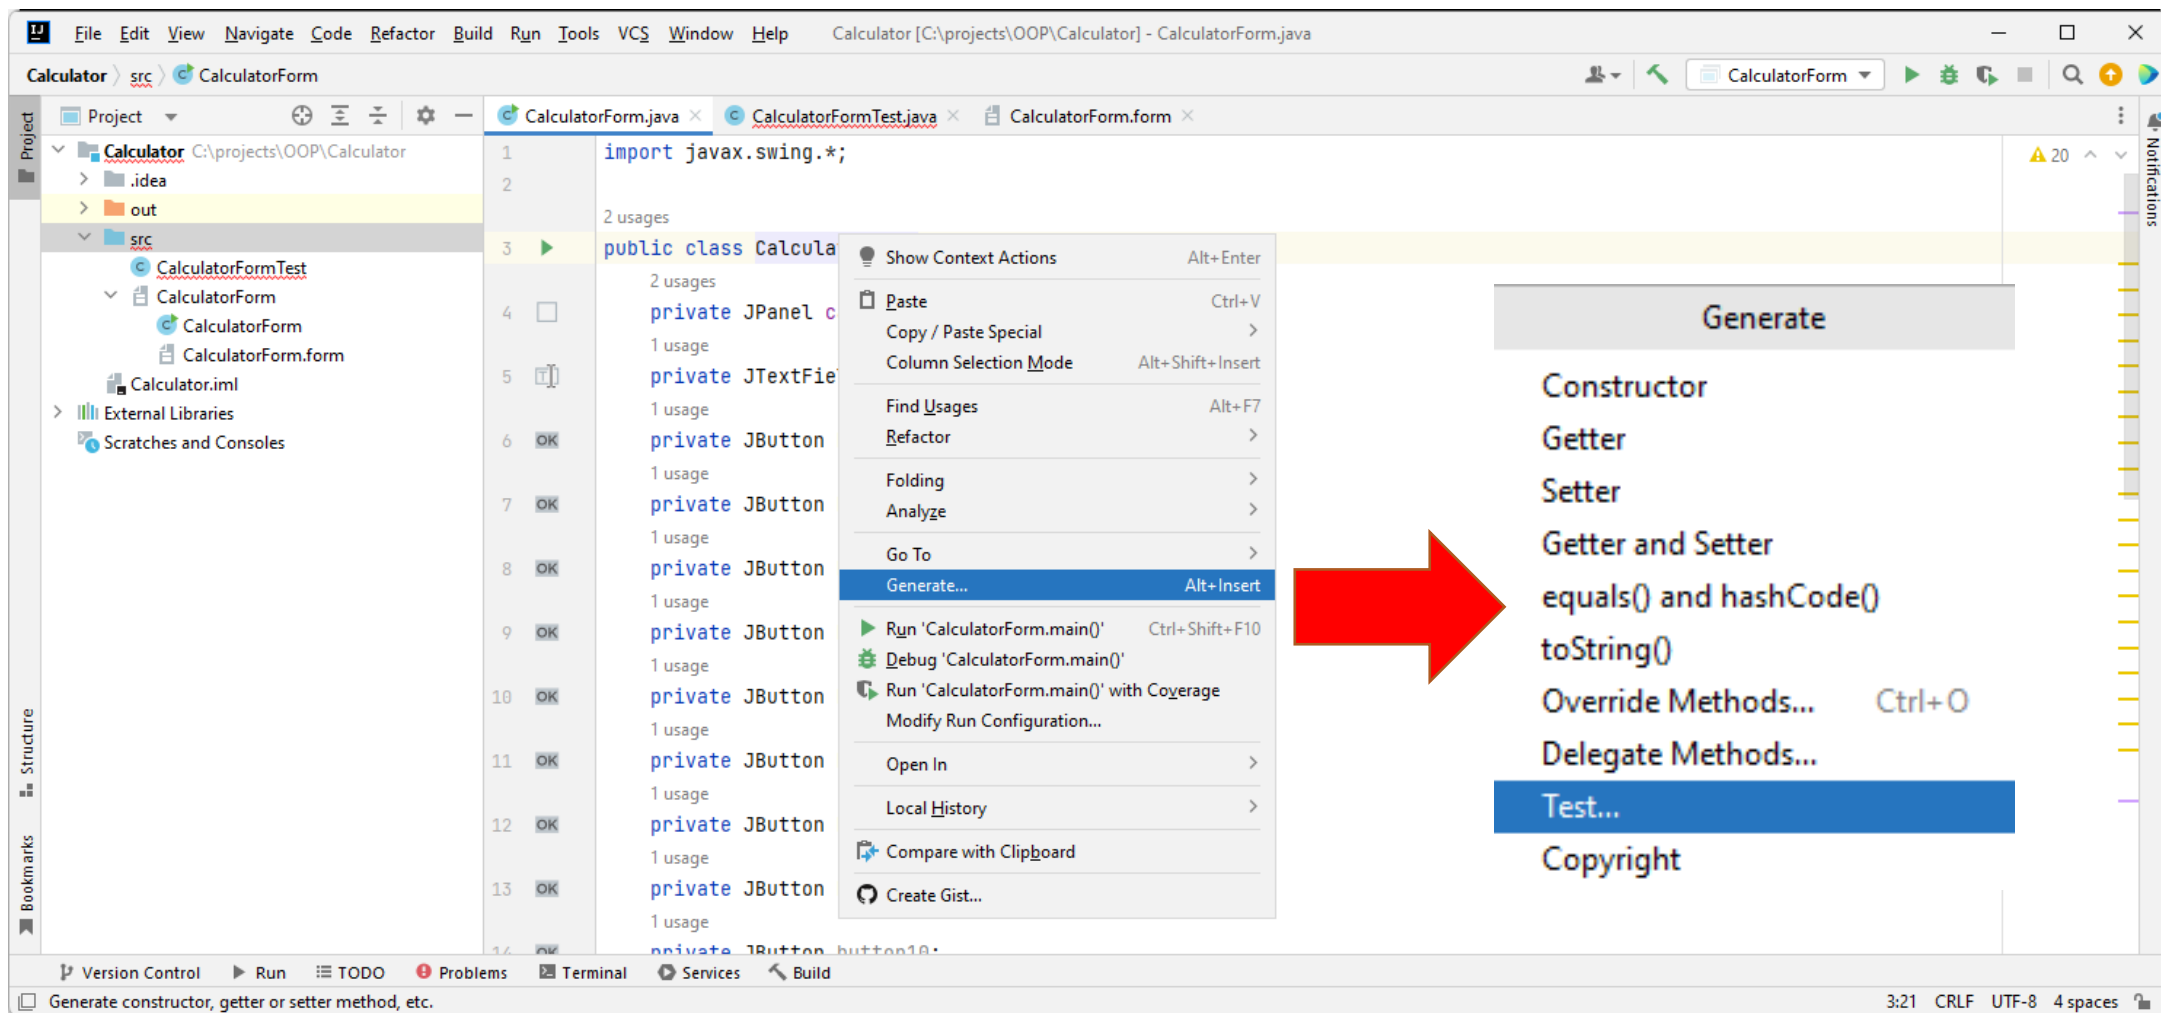 File Edit View Navigate Code Refactor Build Run Tools VCS Window Help Calculator [C:\projects\OOP\Calculator] - CalculatorForm.java
Calculator src CalculatorForm
CalculatorForm
Project
Project
CalculatorForm.java
CalculatorFormTest.java
CalculatorForm.form
Notifications
Calculator C:\projects\OOP\Calculator
.idea
out
src
CalculatorFormTest
CalculatorForm
CalculatorForm
CalculatorForm.form
Calculator.iml
External Libraries
Scratches and Consoles
Structure
Bookmarks
20
1 import javax.swing.*;
2
2 usages
3 public class Calcula
2 usages
4 private JPanel c
1 usage
5 private JTextFie
1 usage
6 OK private JButton
1 usage
7 OK private JButton
1 usage
8 OK private JButton
1 usage
9 OK private JButton
1 usage
10 OK private JButton
1 usage
11 OK private JButton
1 usage
12 OK private JButton
1 usage
13 OK private JButton
1 usage
14 OK private JButton button10;
Show Context Actions Alt+Enter
Paste Ctrl+V
Copy / Paste Special
Column Selection Mode Alt+Shift+Insert
Find Usages Alt+F7
Refactor
Folding
Analyze
Go To
Generate... Alt+Insert
Run 'CalculatorForm.main()' Ctrl+Shift+F10
Debug 'CalculatorForm.main()'
Run 'CalculatorForm.main()' with Coverage
Modify Run Configuration...
Open In
Local History
Compare with Clipboard
Create Gist...
Generate
Constructor
Getter
Setter
Getter and Setter
equals() and hashCode()
toString()
Override Methods... Ctrl+O
Delegate Methods...
Test...
Copyright
Version Control Run TODO Problems Terminal Services Build
Generate constructor, getter or setter method, etc.
3:21 CRLF UTF-8 4 spaces